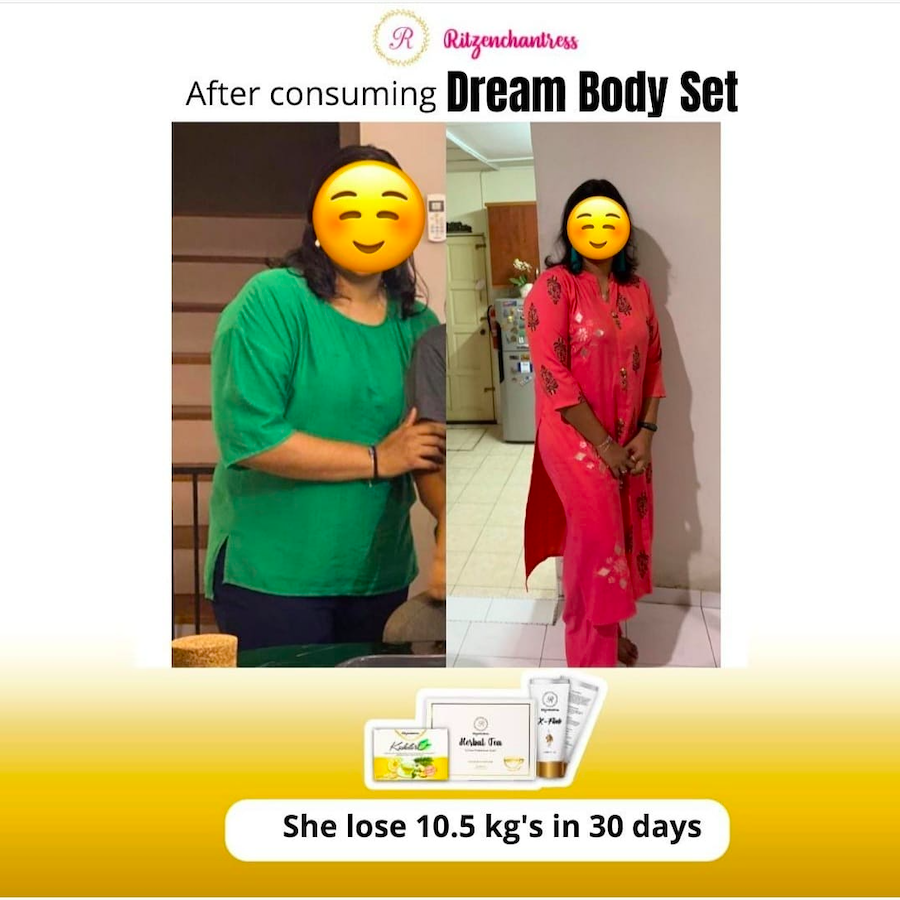 R
Ritzenchantress
After consuming Dream Body Set
R
Herbal Tea
X-Fine
She lose 10.5 kg's in 30 days